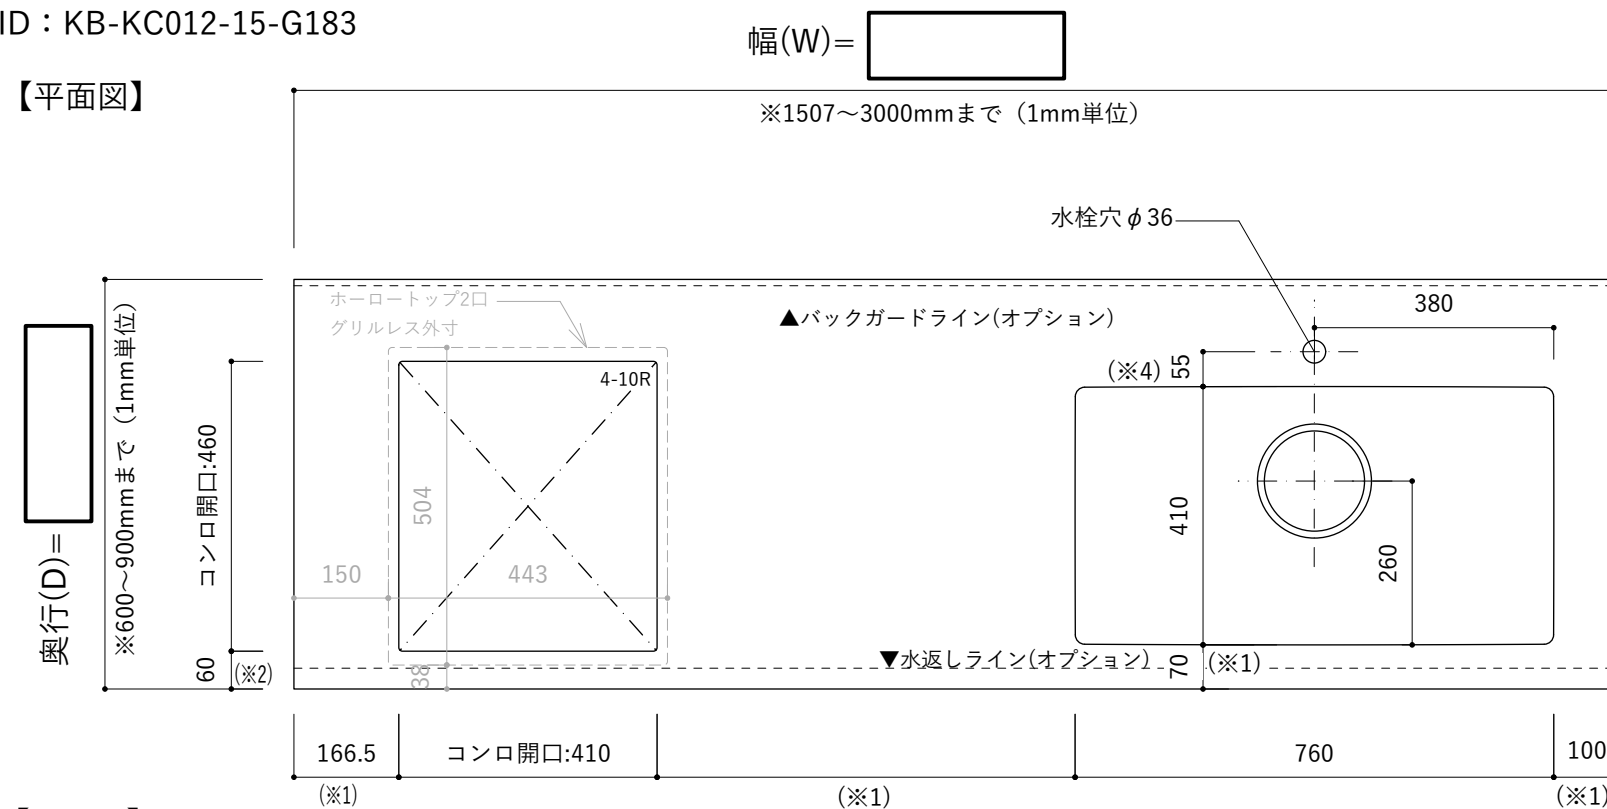 ID：KB-KC012-15-G183
幅(W)=
【平面図】
※1507～3000mmまで（1mm単位）
水栓穴φ36
ホーロートップ2口
グリルレス外寸
▲バックガードライン(オプション)
380
4-10R
(※4)
55
奥行(D)=
※600～900mmまで（1mm単位）
コンロ開口:460
504
410
260
150
443
▼水返しライン(オプション)
60
(※2)
38
70
(※1)
166.5
コンロ開口:410
760
100
(※1)
(※1)
(※1)